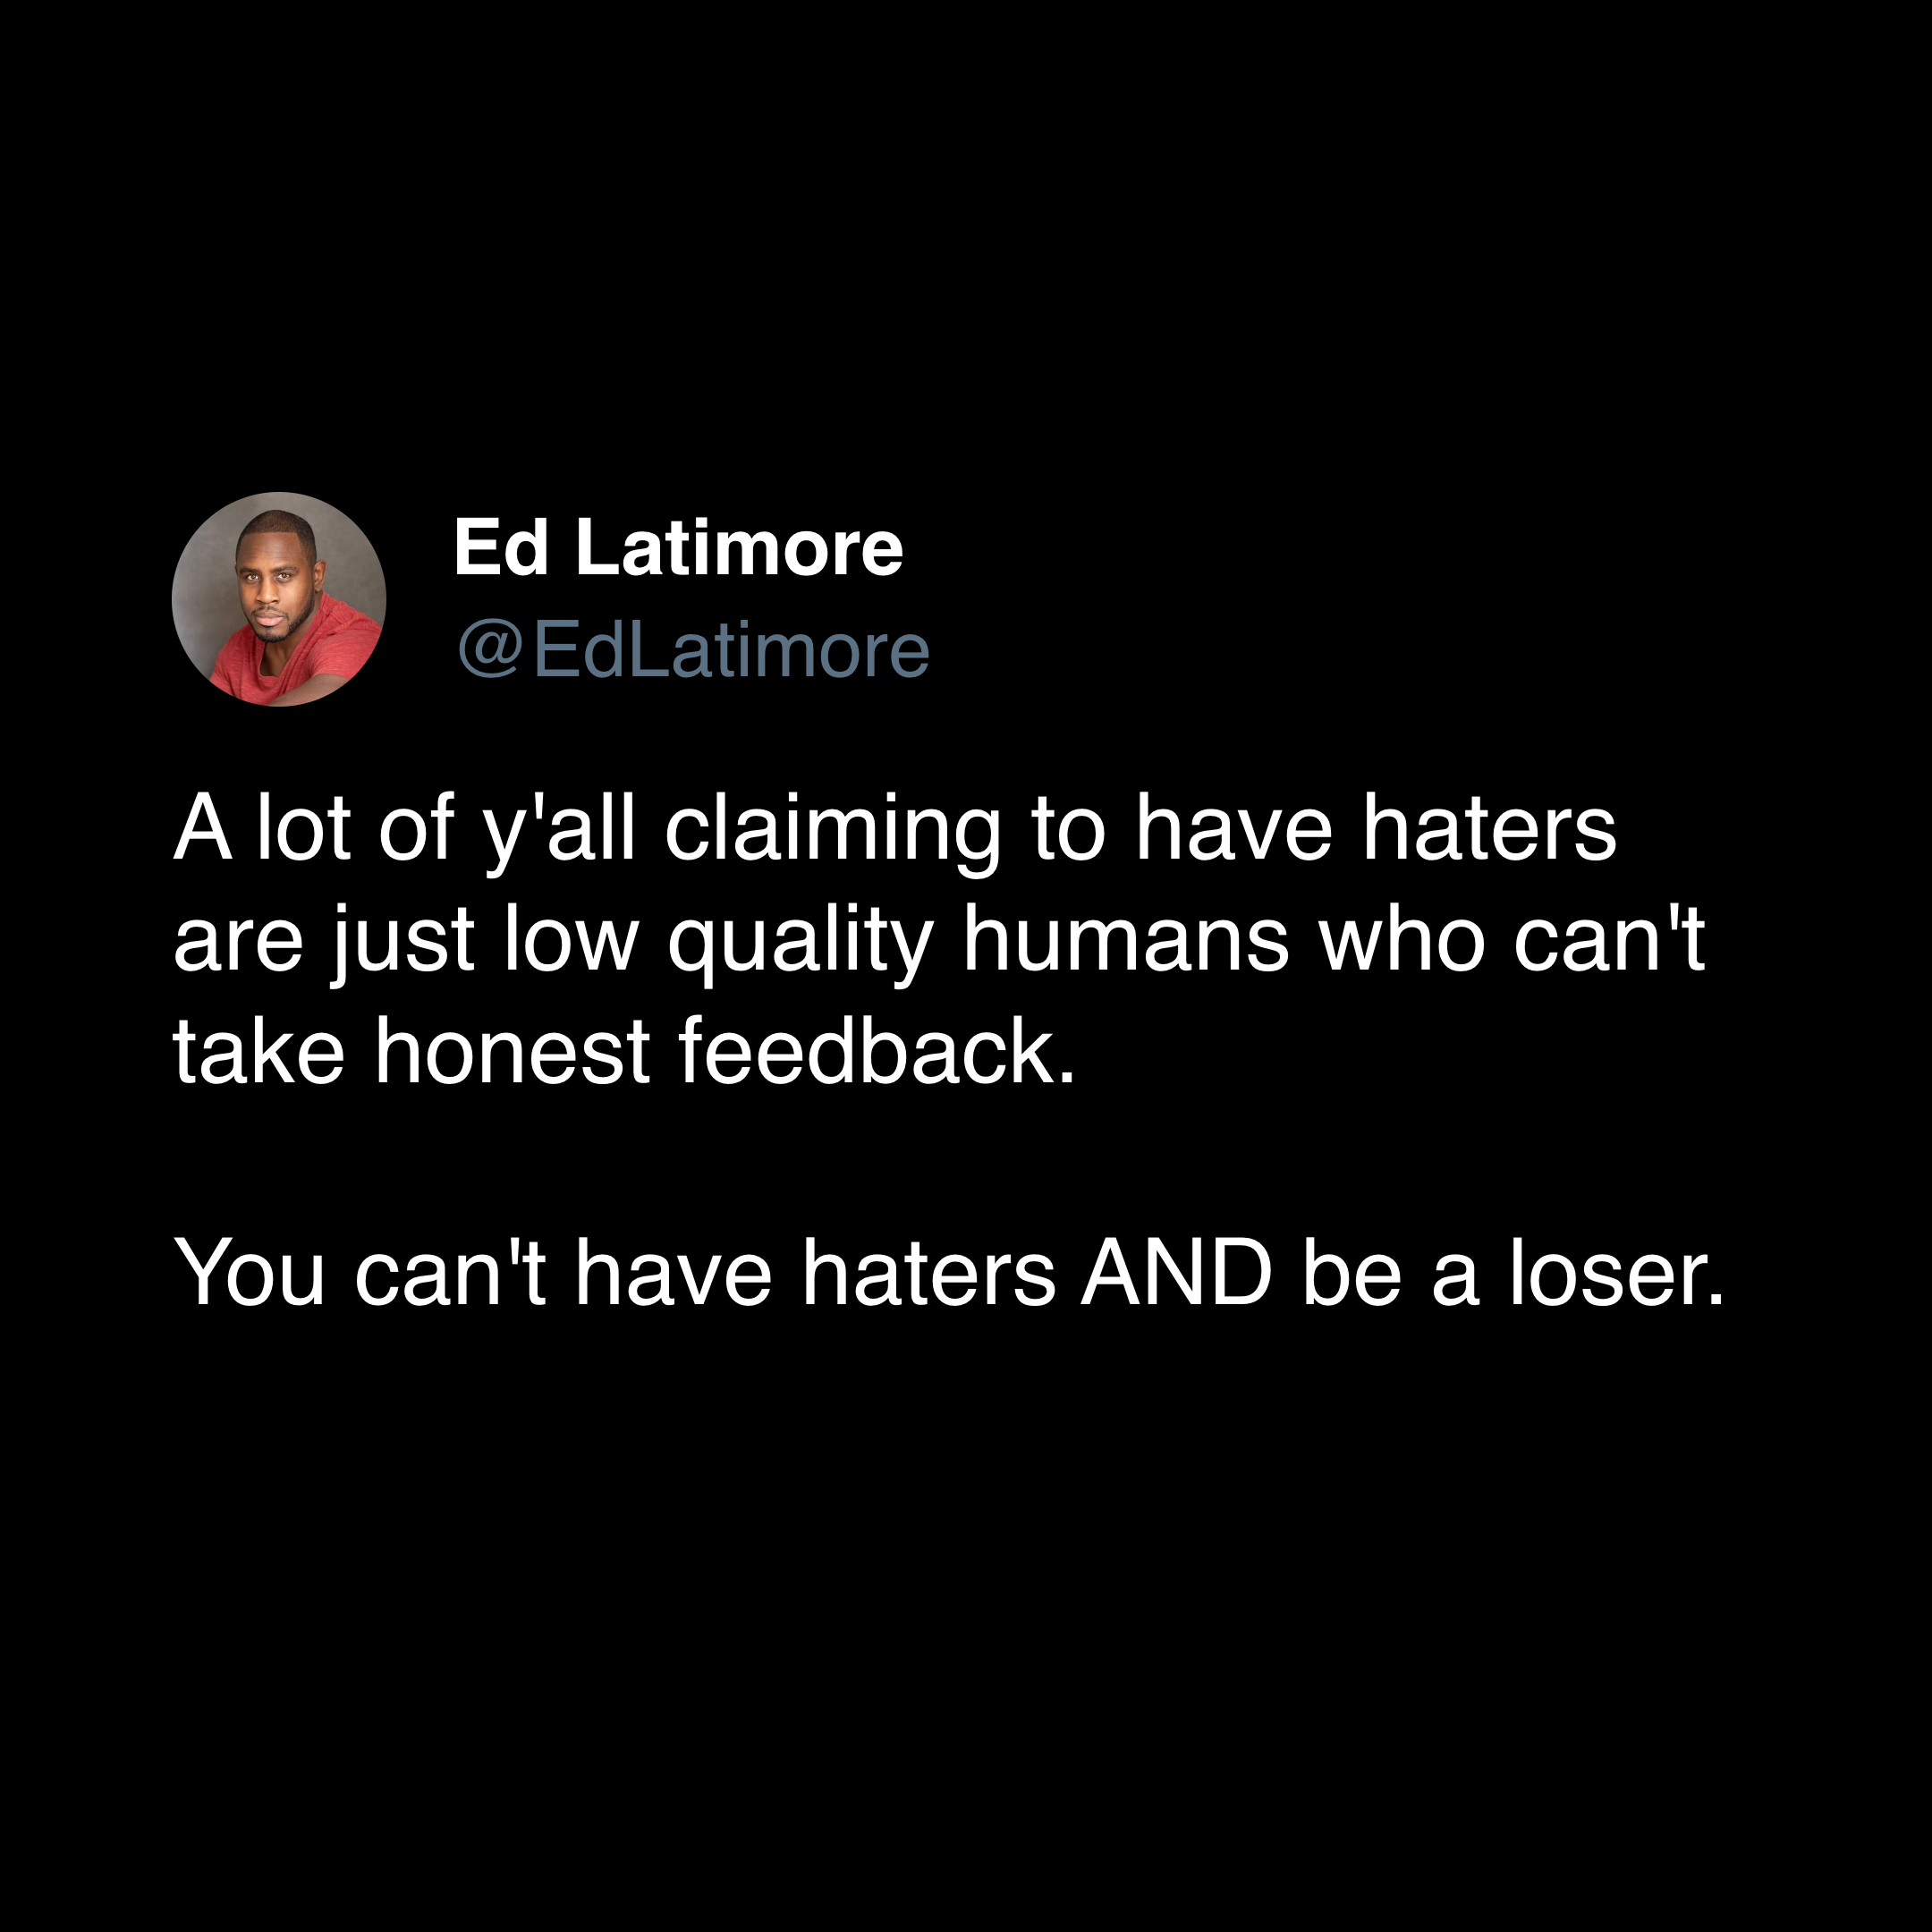 Ed Latimore
@EdLatimore
A lot of y'all claiming to have haters
are just low quality humans who can't
take honest feedback.
You can't have haters AND be a loser.